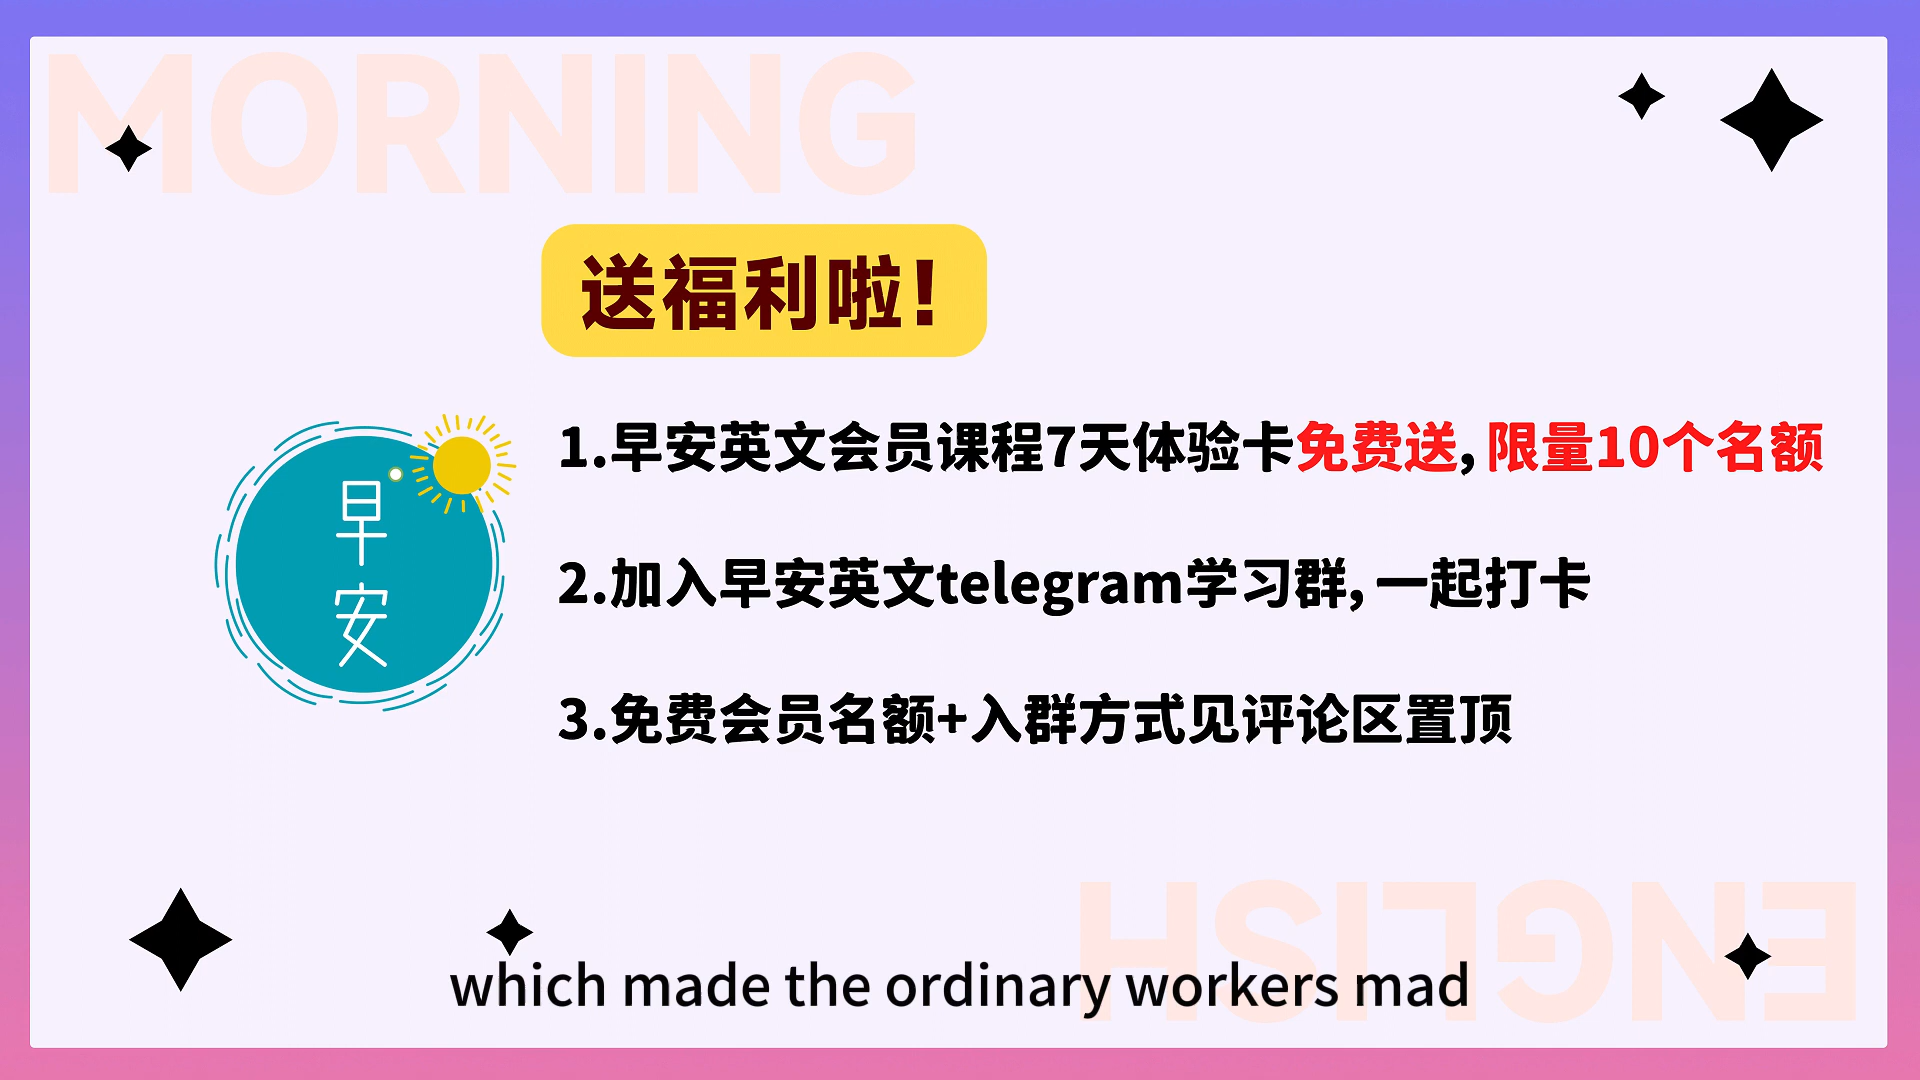 MORNING
送福利啦!
早安
1.早安英文会员课程7天体验卡免费送, 限量10个名额
2.加入早安英文telegram学习群, 一起打卡
3.免费会员名额+入群方式见评论区置顶
ENGLISH
which made the ordinary workers mad